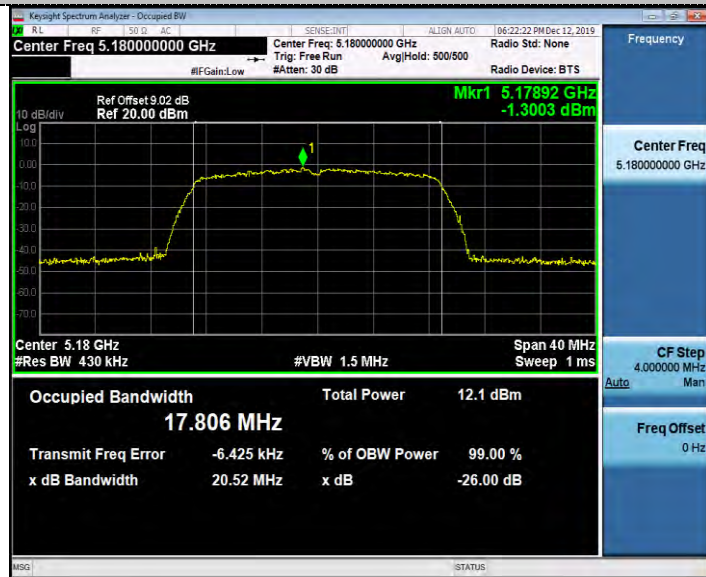 Keysight Spectrum Analyzer - Occupied BW
RL RF 50 Ω AC SENSE:INT ALIGN AUTO 06:22:22 PM Dec 12, 2019
Center Freq 5.180000000 GHz
Center Freq: 5.180000000 GHz
Radio Std: None
Trig: Free Run Avg|Hold: 500/500
#IFGain:Low
#Atten: 30 dB
Radio Device: BTS
Frequency
Ref Offset 9.02 dB
10 dB/div Ref 20.00 dBm
Mkr1 5.17892 GHz
-1.3003 dBm
Log
10.0
0.00
-10.0
-20.0
-30.0
-40.0
-50.0
-60.0
-70.0
1
Center 5.18 GHz
Span 40 MHz
#Res BW 430 kHz
#VBW 1.5 MHz
Sweep 1 ms
Occupied Bandwidth
17.806 MHz
Total Power 12.1 dBm
Transmit Freq Error -6.425 kHz
% of OBW Power 99.00 %
x dB Bandwidth 20.52 MHz
x dB -26.00 dB
Center Freq
5.180000000 GHz
CF Step
4.000000 MHz
Auto Man
Freq Offset
0 Hz
MSG STATUS